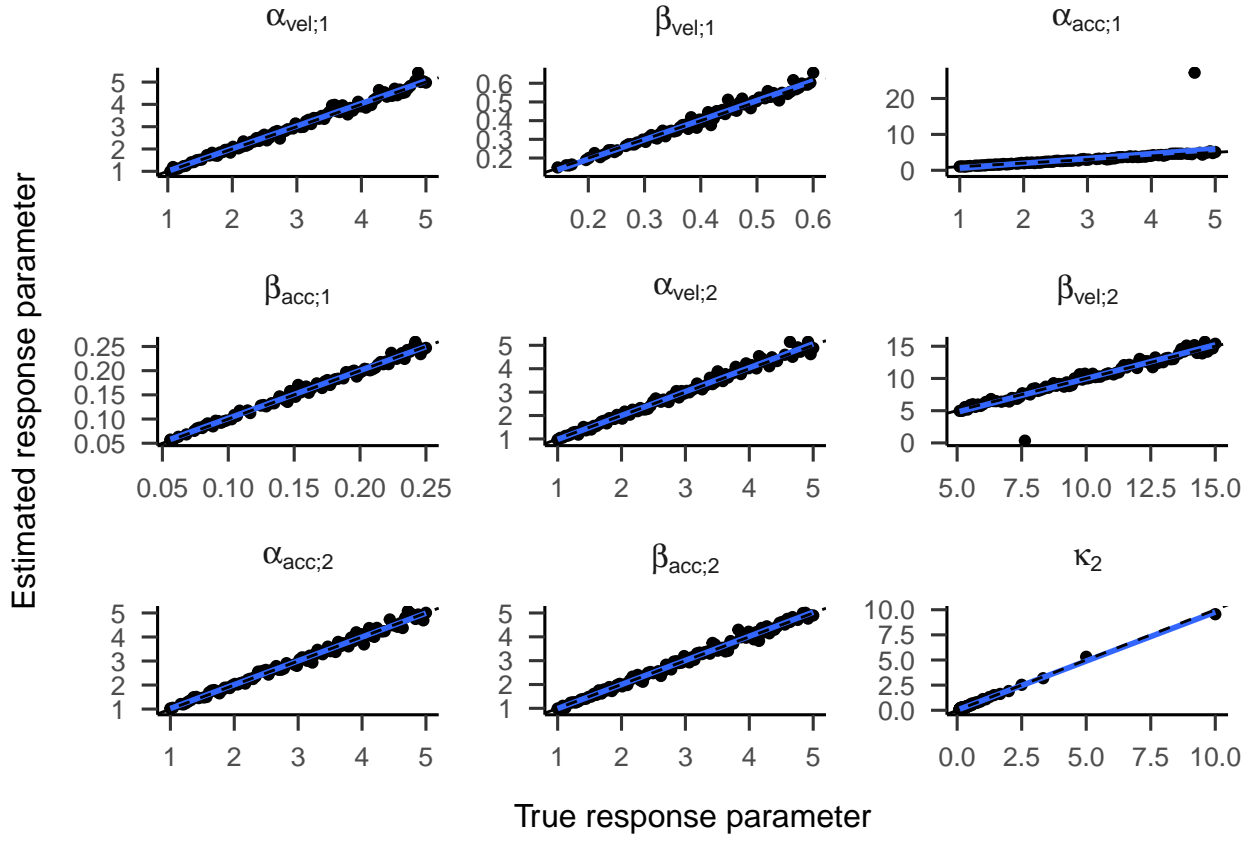 α_vel;1 β_vel;1 α_acc;1
5 4 3 2 1
0.6 0.5 0.4 0.3 0.2
20 10 0
1 2 3 4 5
0.2 0.3 0.4 0.5 0.6
1 2 3 4 5
β_acc;1 α_vel;2 β_vel;2
0.25 0.20 0.15 0.10 0.05
5 4 3 2 1
15 10 5 0
0.05 0.10 0.15 0.20 0.25
1 2 3 4 5
5.0 7.5 10.0 12.5 15.0
α_acc;2 β_acc;2 κ_2
5 4 3 2 1
5 4 3 2 1
10.0 7.5 5.0 2.5 0.0
1 2 3 4 5
1 2 3 4 5
0.0 2.5 5.0 7.5 10.0
Estimated response parameter
True response parameter